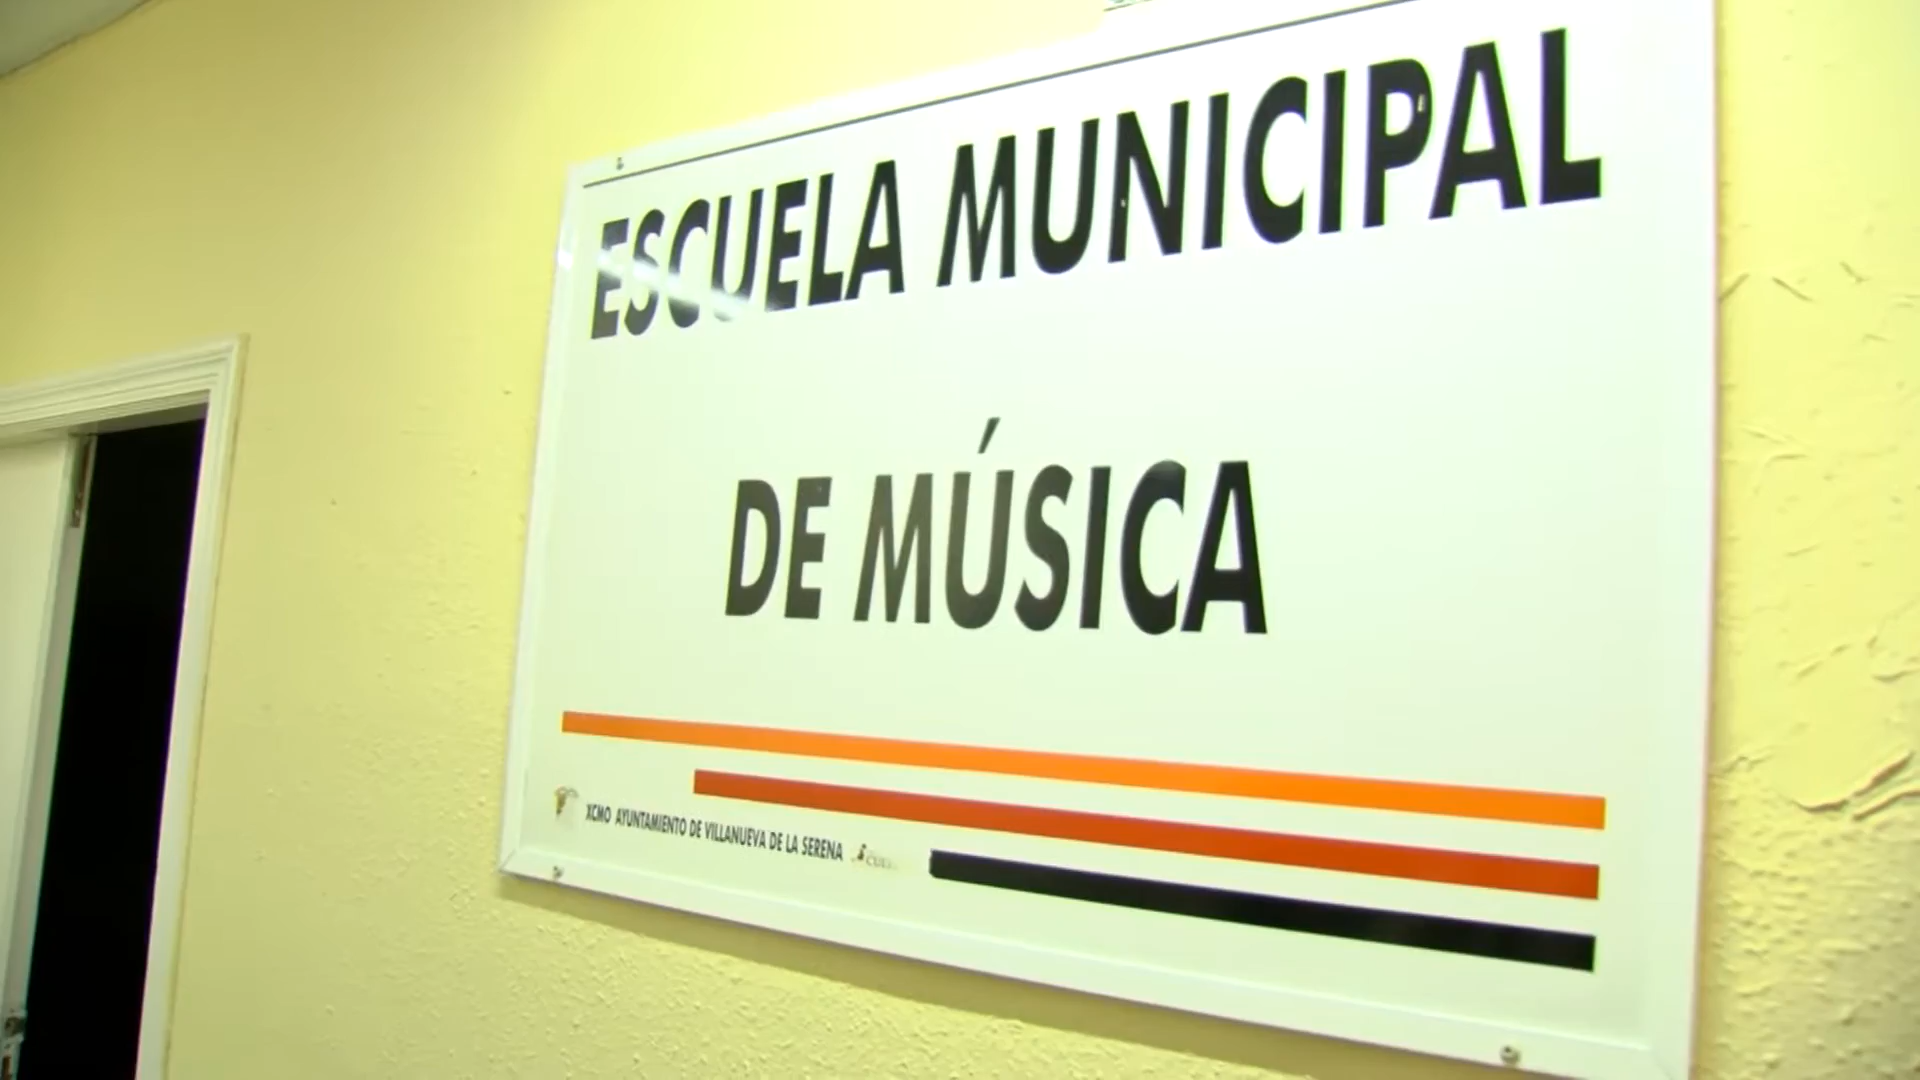 ESCUELA MUNICIPAL
DE MÚSICA
XCMO AYUNTAMIENTO DE VILLANUEVA DE LA SERENA